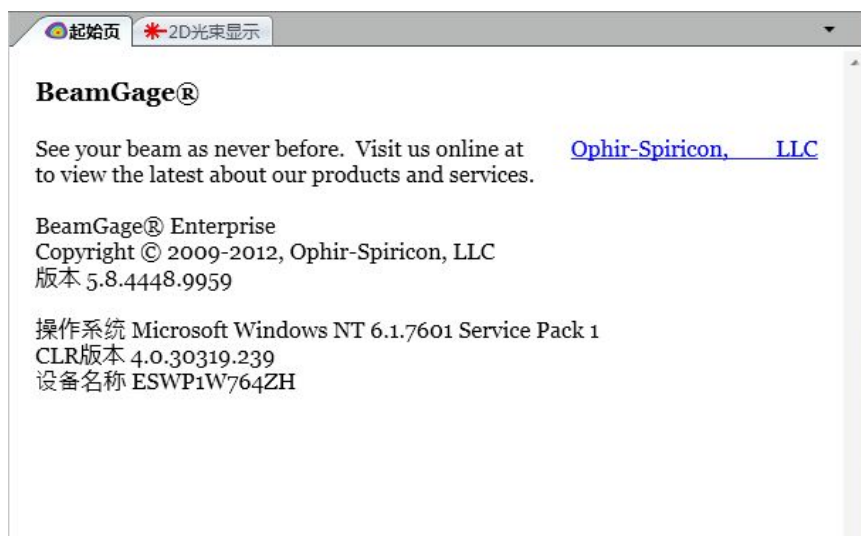 起始页 2D光束显示
BeamGage®
See your beam as never before. Visit us online at Ophir-Spiricon, LLC
to view the latest about our products and services.
BeamGage® Enterprise
Copyright © 2009-2012, Ophir-Spiricon, LLC
版本 5.8.4448.9959
操作系统 Microsoft Windows NT 6.1.7601 Service Pack 1
CLR版本 4.0.30319.239
设备名称 ESWP1W764ZH